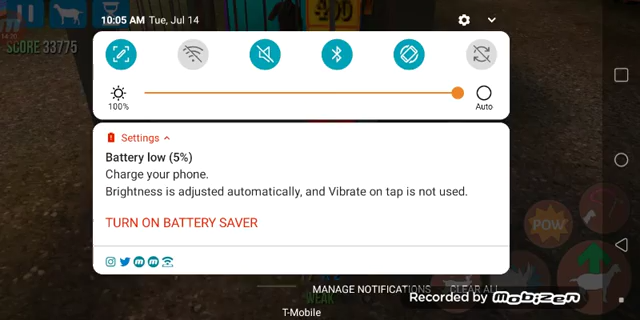 10:05 AM Tue, Jul 14
SCORE 33775
100%
Auto
Settings
Battery low (5%)
Charge your phone.
Brightness is adjusted automatically, and Vibrate on tap is not used.
TURN ON BATTERY SAVER
POW
MANAGE NOTIFICATIONS CLEAR ALL
WEAK
Recorded by mobizen
T-Mobile